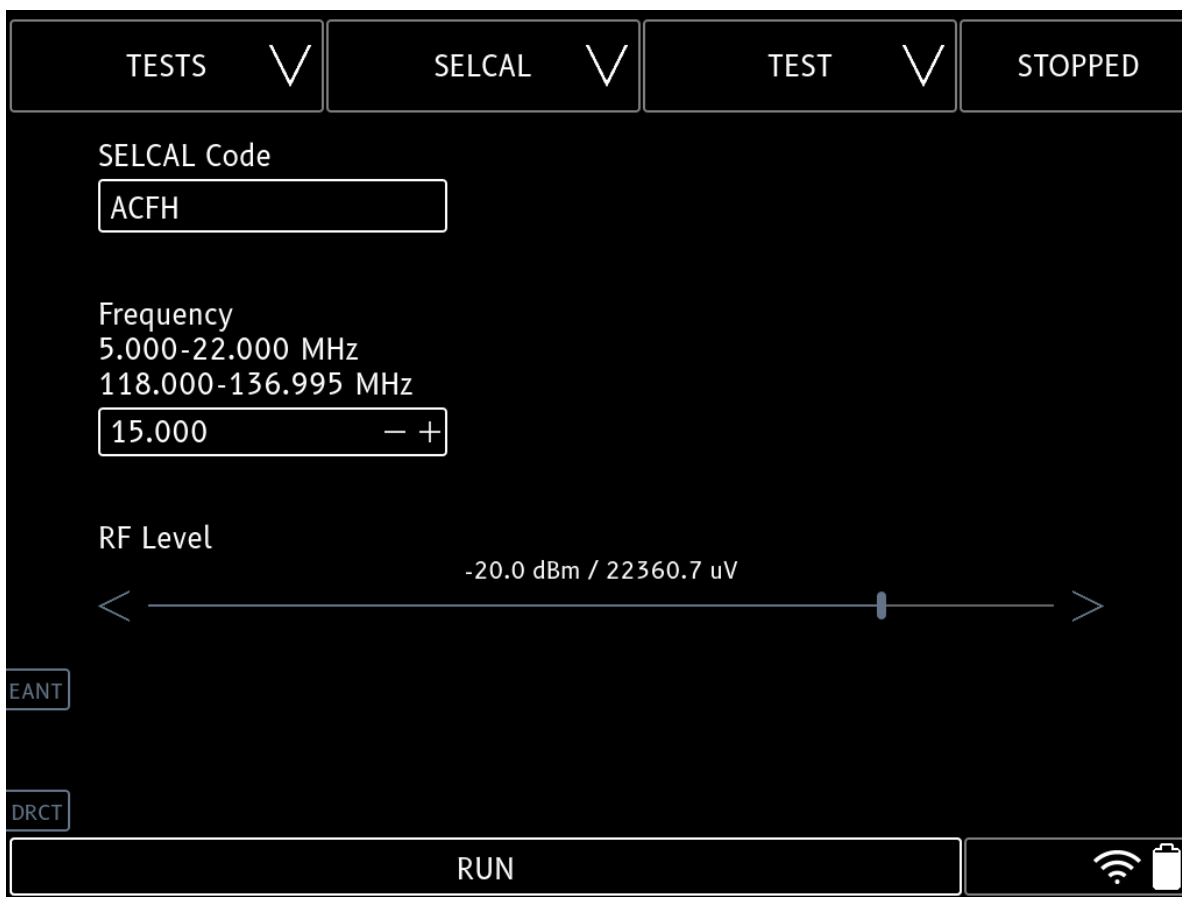 TESTS SELCAL TEST STOPPED
SELCAL Code
ACFH
Frequency
5.000-22.000 MHz
118.000-136.995 MHz
15.000 − +
RF Level
-20.0 dBm / 22360.7 uV
EANT
DRCT
RUN